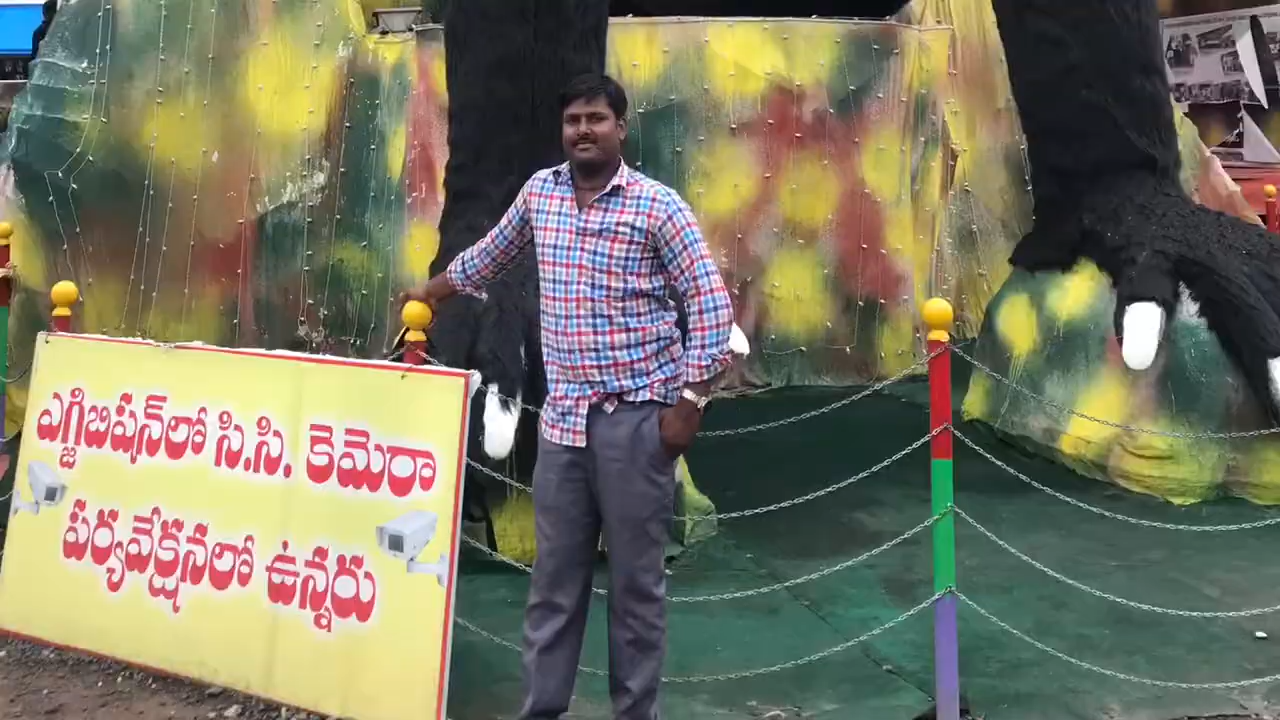 ఎగ్జిబిషన్‌లో సి.సి. కెమెరా
పర్యవేక్షనలో ఉన్నరు